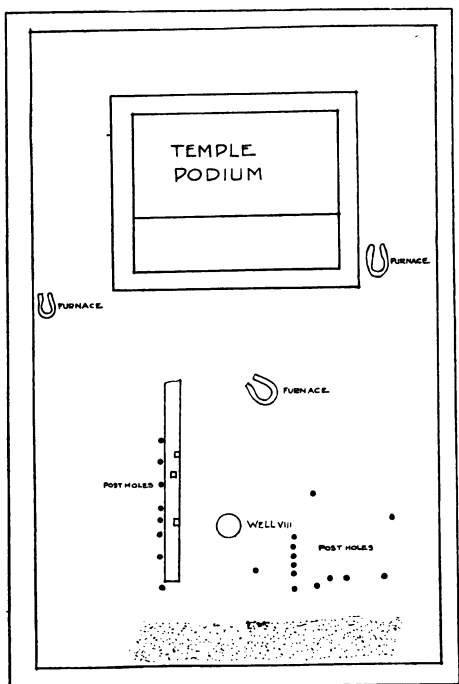 TEMPLE
PODIUM
FURNACE
FURNACE
FURNACE
POST HOLES
WELL VIII
POST HOLES